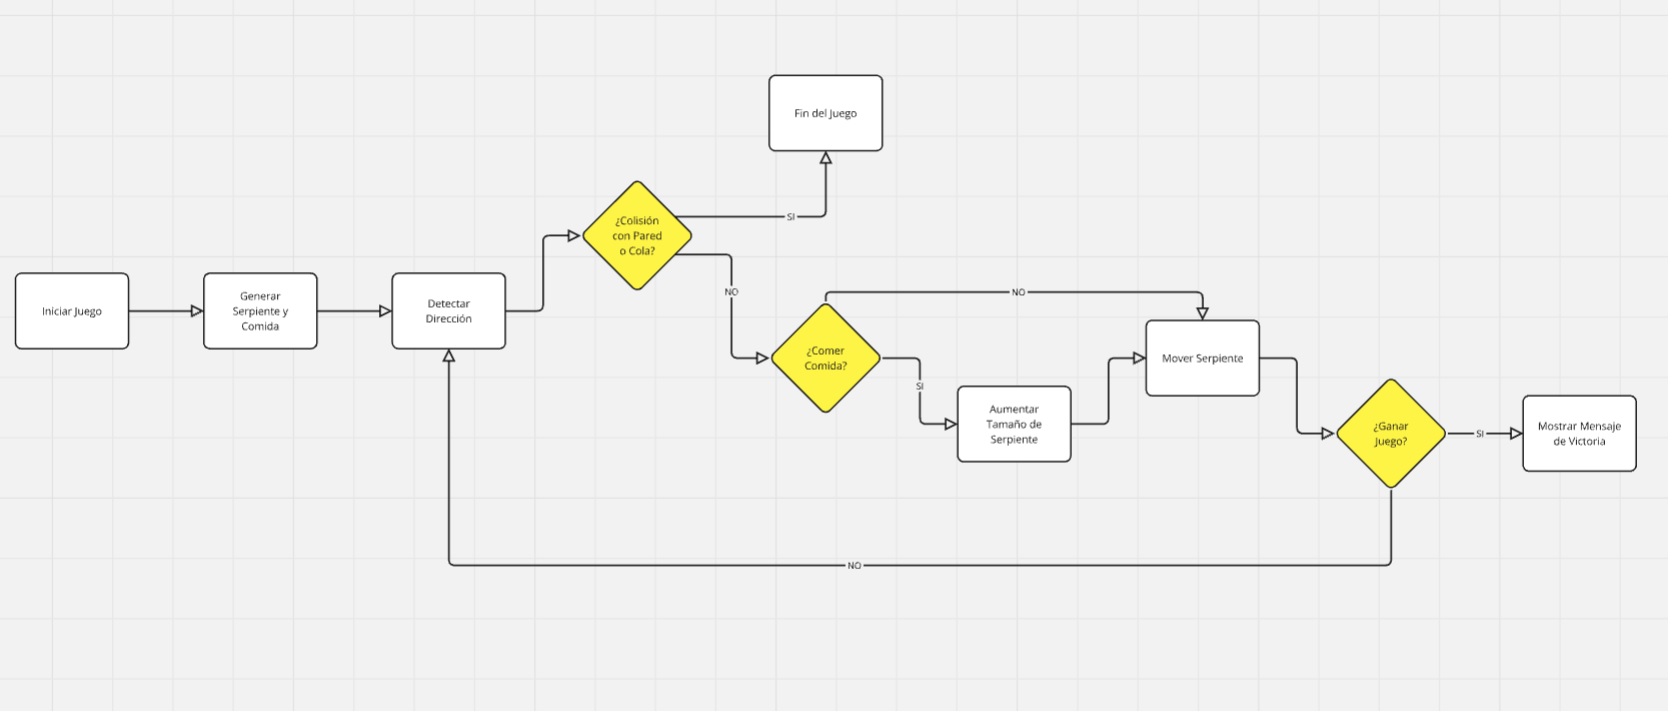 Iniciar Juego
Generar
Serpiente y
Comida
Detectar
Dirección
¿Colisión
con Pared
o Cola?
SI
Fin del Juego
NO
¿Comer
Comida?
NO
SI
Aumentar
Tamaño de
Serpiente
Mover Serpiente
¿Ganar
Juego?
SI
Mostrar Mensaje
de Victoria
NO